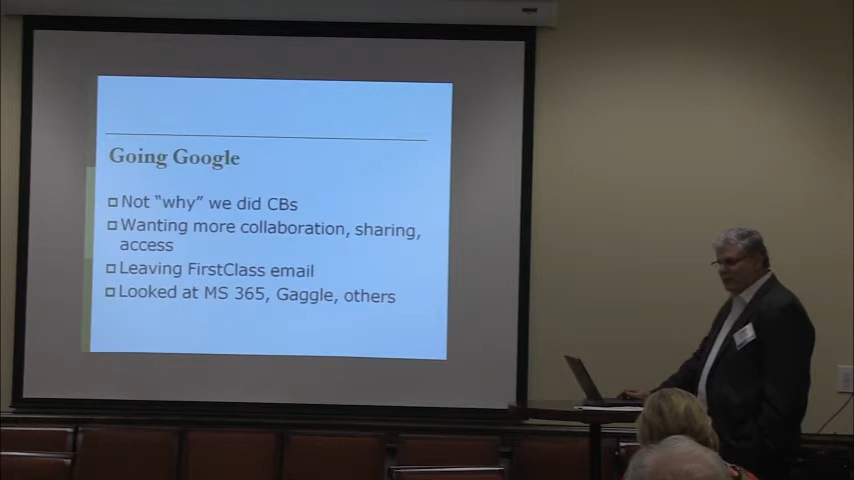 Going Google
Not “why” we did CBs
Wanting more collaboration, sharing,
access
Leaving FirstClass email
Looked at MS 365, Gaggle, others